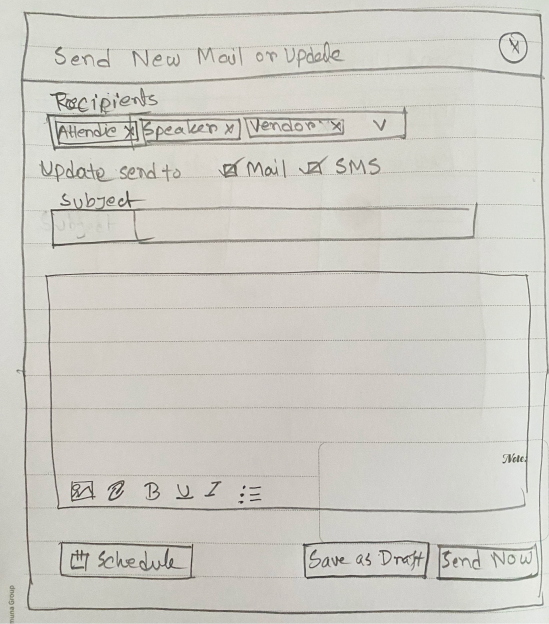 Send New Mail or Update
X
Recipients
Attendie x Speaker x Vendor x v
Update send to Mail SMS
Subject
Note:
B U I
Schedule Save as Draft Send Now
muna Group